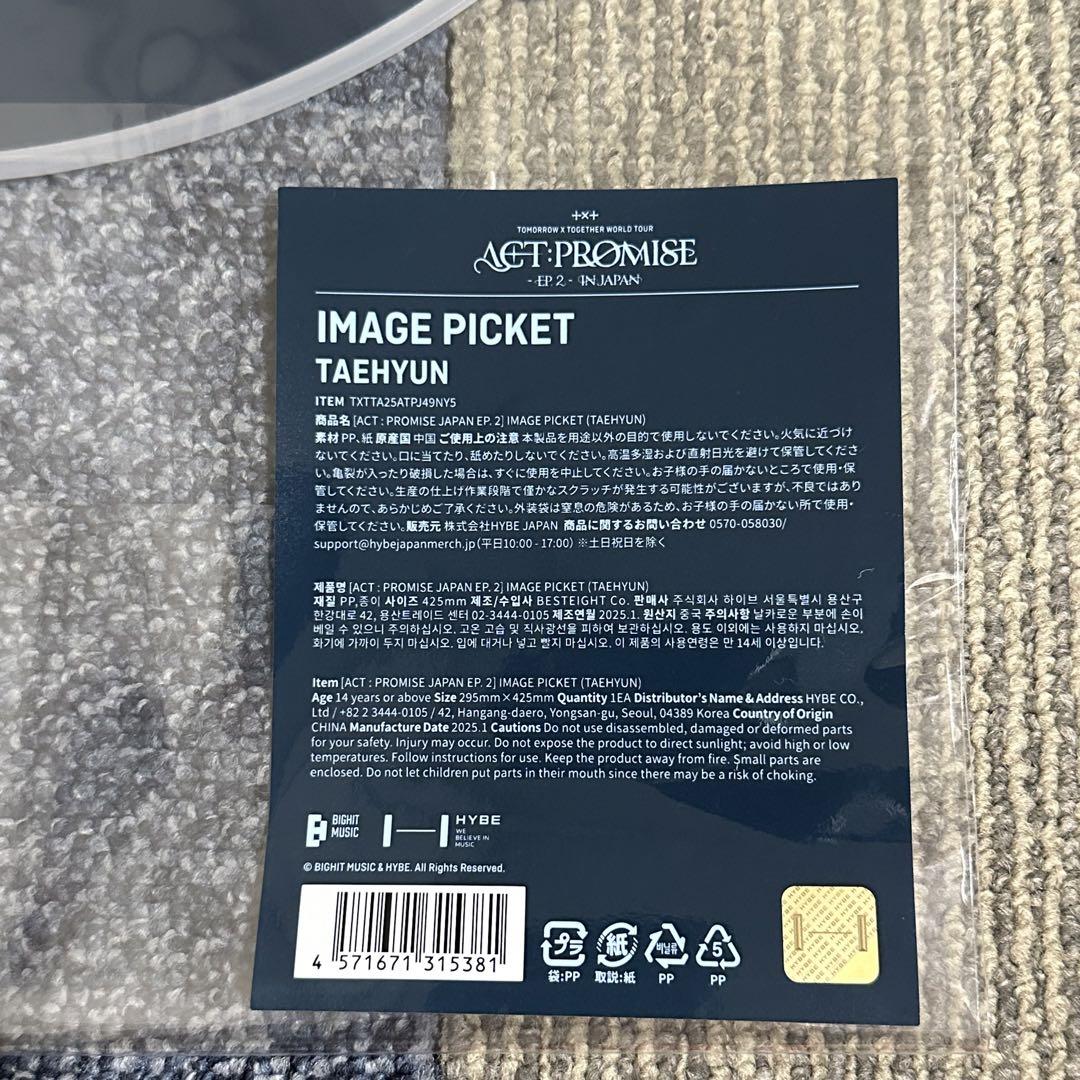 +×+
TOMORROW X TOGETHER WORLD TOUR
ACT:PROMISE
- EP. 2 - IN JAPAN
IMAGE PICKET
TAEHYUN
ITEM TXTTA25ATPJ49NY5
商品名 [ACT : PROMISE JAPAN EP. 2] IMAGE PICKET (TAEHYUN)
素材 PP、紙 原産国 中国 ご使用上の注意 本製品を用途以外の目的で使用しないでください。火気に近づけ
ないでください。口に当てたり、舐めたりしないでください。高温多湿および直射日光を避けて保管してくださ
い。亀裂が入ったり破損した場合は、すぐに使用を中止してください。お子様の手の届かないところで使用・保
管してください。生産の仕上げ作業段階で僅かなスクラッチが発生する可能性がございますが、不良ではあり
ませんので、あらかじめご了承ください。外装袋は窒息の危険があるため、お子様の手の届かない所で使用・
保管してください。販売元 株式会社HYBE JAPAN 商品に関するお問い合わせ 0570-058030/
support@hybejapanmerch.jp(平日10:00 - 17:00) ※土日祝日を除く
제품명 [ACT : PROMISE JAPAN EP. 2] IMAGE PICKET (TAEHYUN)
재질 PP,종이 사이즈 425mm 제조/수입사 BESTEIGHT Co. 판매사 주식회사 하이브 서울특별시 용산구
한강대로 42, 용산트레이드 센터 02-3444-0105 제조연월 2025.1. 원산지 중국 주의사항 날카로운 부분에 손이
베일 수 있으니 주의하십시오. 고온 고습 및 직사광선을 피하여 보관하십시오. 용도 이외에는 사용하지 마십시오.
화기에 가까이 두지 마십시오. 입에 대거나 넣고 빨지 마십시오. 이 제품의 사용연령은 만 14세 이상입니다.
Item [ACT : PROMISE JAPAN EP. 2] IMAGE PICKET (TAEHYUN)
Age 14 years or above Size 295mm×425mm Quantity 1EA Distributor's Name & Address HYBE CO.,
Ltd / +82 2 3444-0105 / 42, Hangang-daero, Yongsan-gu, Seoul, 04389 Korea Country of Origin
CHINA Manufacture Date 2025.1 Cautions Do not use disassembled, damaged or deformed parts
for your safety. Injury may occur. Do not expose the product to direct sunlight; avoid high or low
temperatures. Follow instructions for use. Keep the product away from fire. Small parts are
enclosed. Do not let children put parts in their mouth since there may be a risk of choking.
BIGHIT
MUSIC
HYBE
WE
BELIEVE IN
MUSIC
© BIGHIT MUSIC & HYBE. All Rights Reserved.
4 571671 315381
プラ
袋:PP
紙
取説:紙
비닐류
PP
5
PP
HYBE